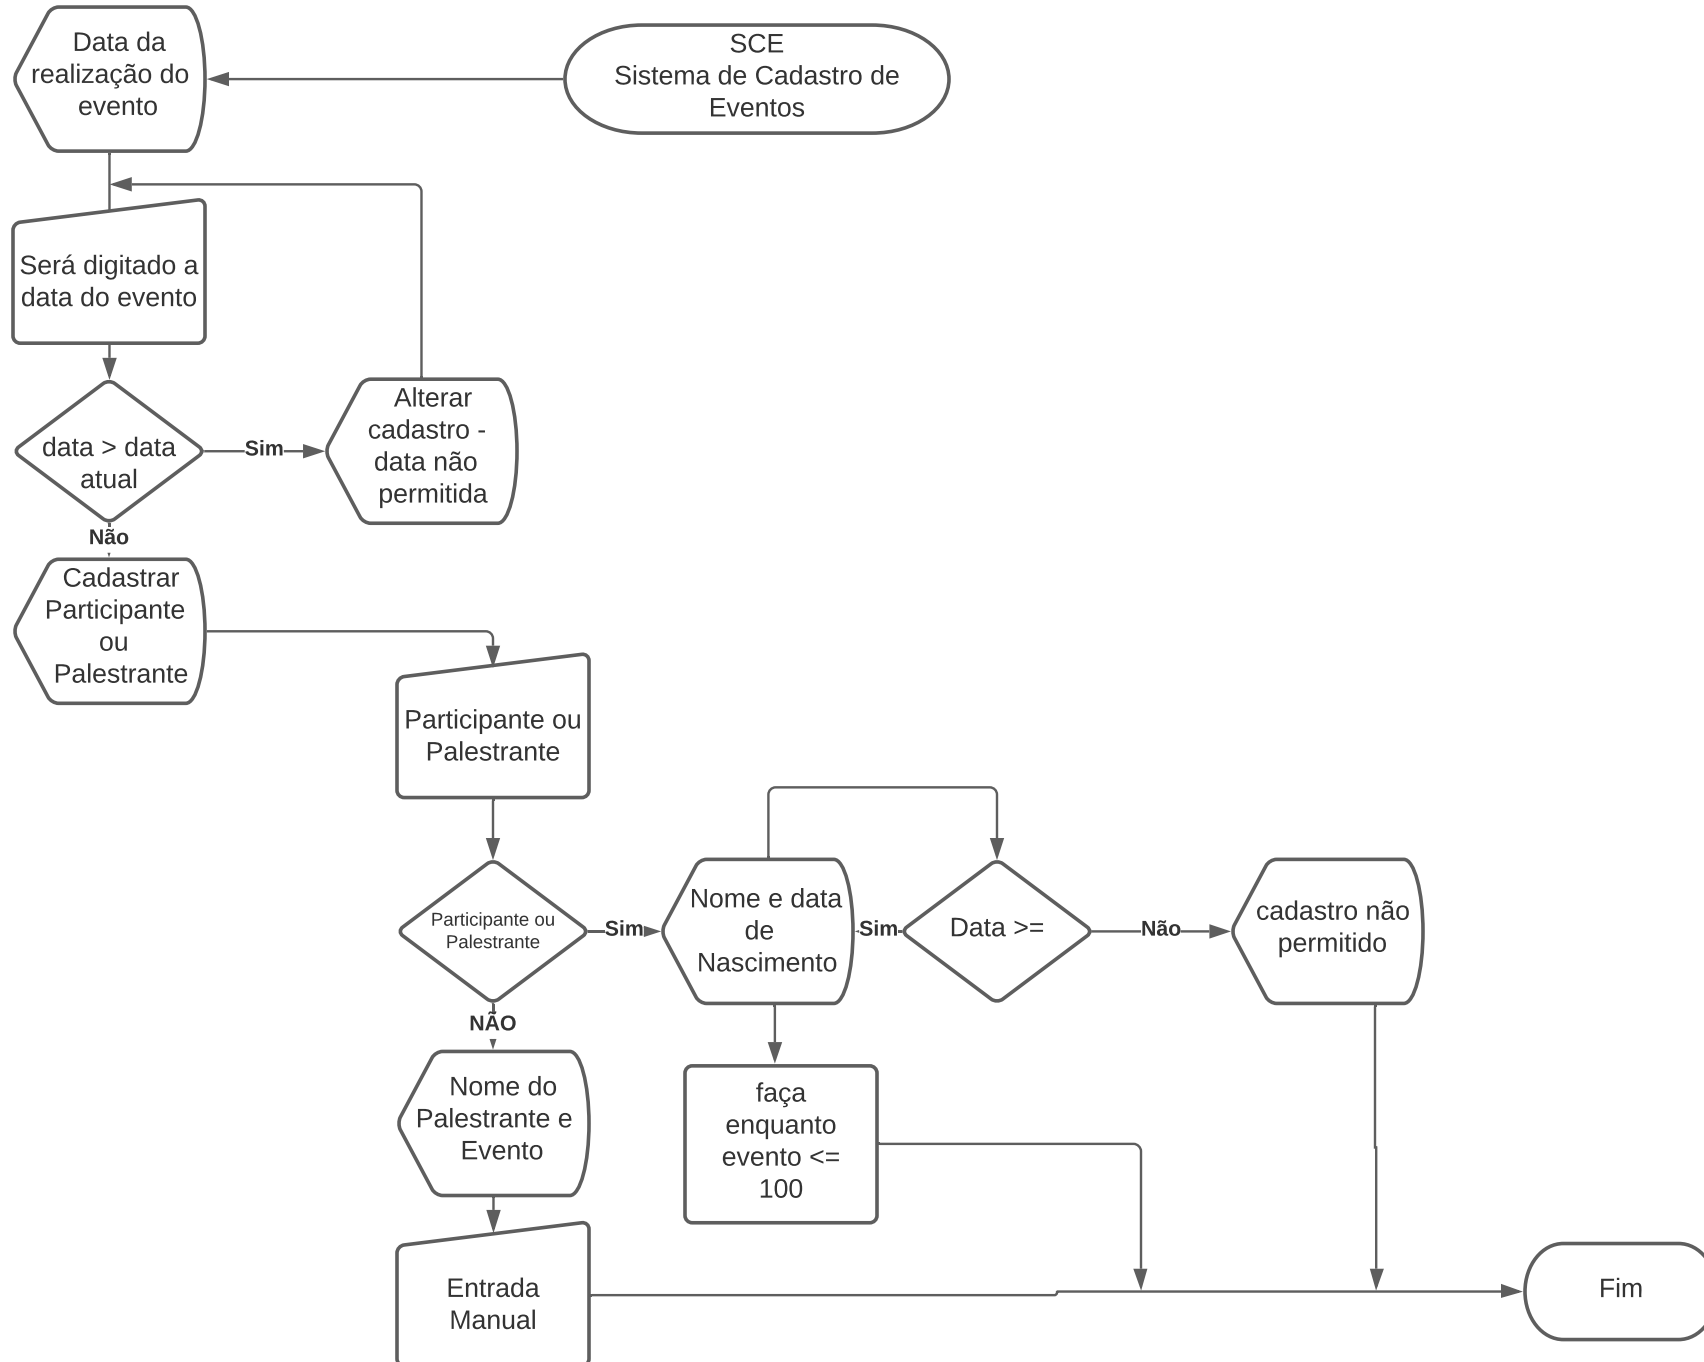 Data da
realização do
evento
SCE
Sistema de Cadastro de
Eventos
Será digitado a
data do evento
data > data
atual
Sim
Alterar
cadastro -
data não
permitida
Não
Cadastrar
Participante
ou
Palestrante
Participante ou
Palestrante
Participante ou
Palestrante
Sim
Nome e data
de
Nascimento
Sim
Data >=
Não
cadastro não
permitido
NÃO
Nome do
Palestrante e
Evento
faça
enquanto
evento <=
100
Entrada
Manual
Fim